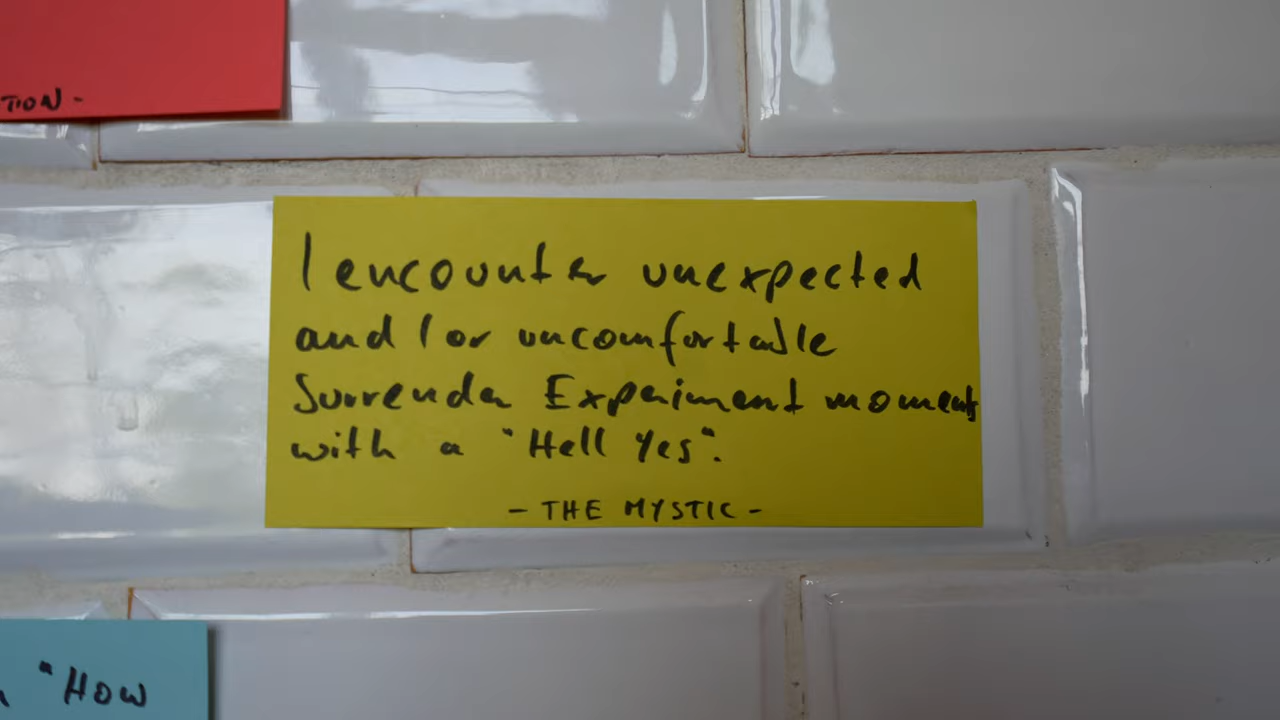 TION -
I encounter unexpected
and/or uncomfortable
Surrender Experiment moments
with a "Hell Yes".
- THE MYSTIC -
"HOW